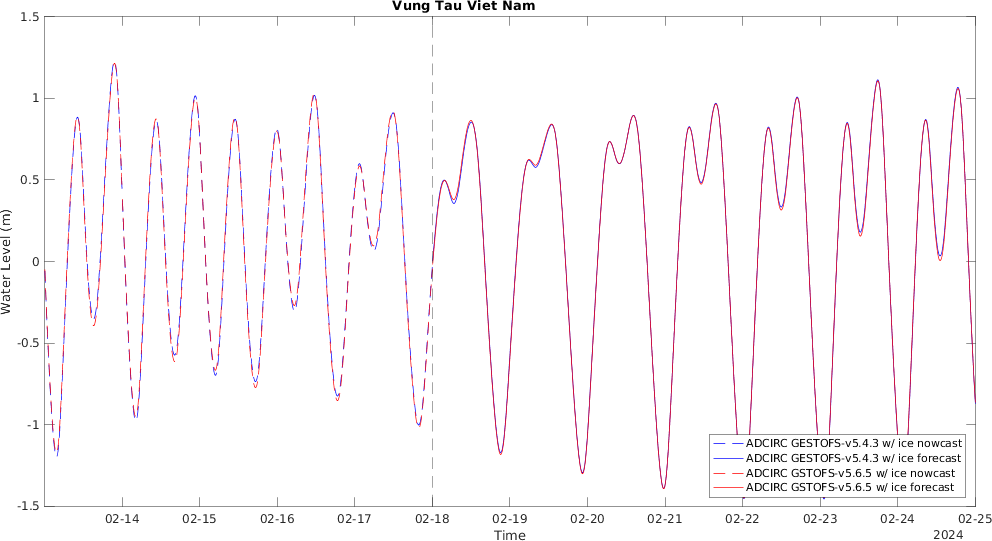 Vung Tau Viet Nam
1.5
1
0.5
0
-0.5
-1
-1.5
Water Level (m)
ADCIRC GESTOFS-v5.4.3 w/ ice nowcast
ADCIRC GESTOFS-v5.4.3 w/ ice forecast
ADCIRC GSTOFS-v5.6.5 w/ ice nowcast
ADCIRC GSTOFS-v5.6.5 w/ ice forecast
02-14 02-15 02-16 02-17 02-18 02-19 02-20 02-21 02-22 02-23 02-24 02-25
Time
2024